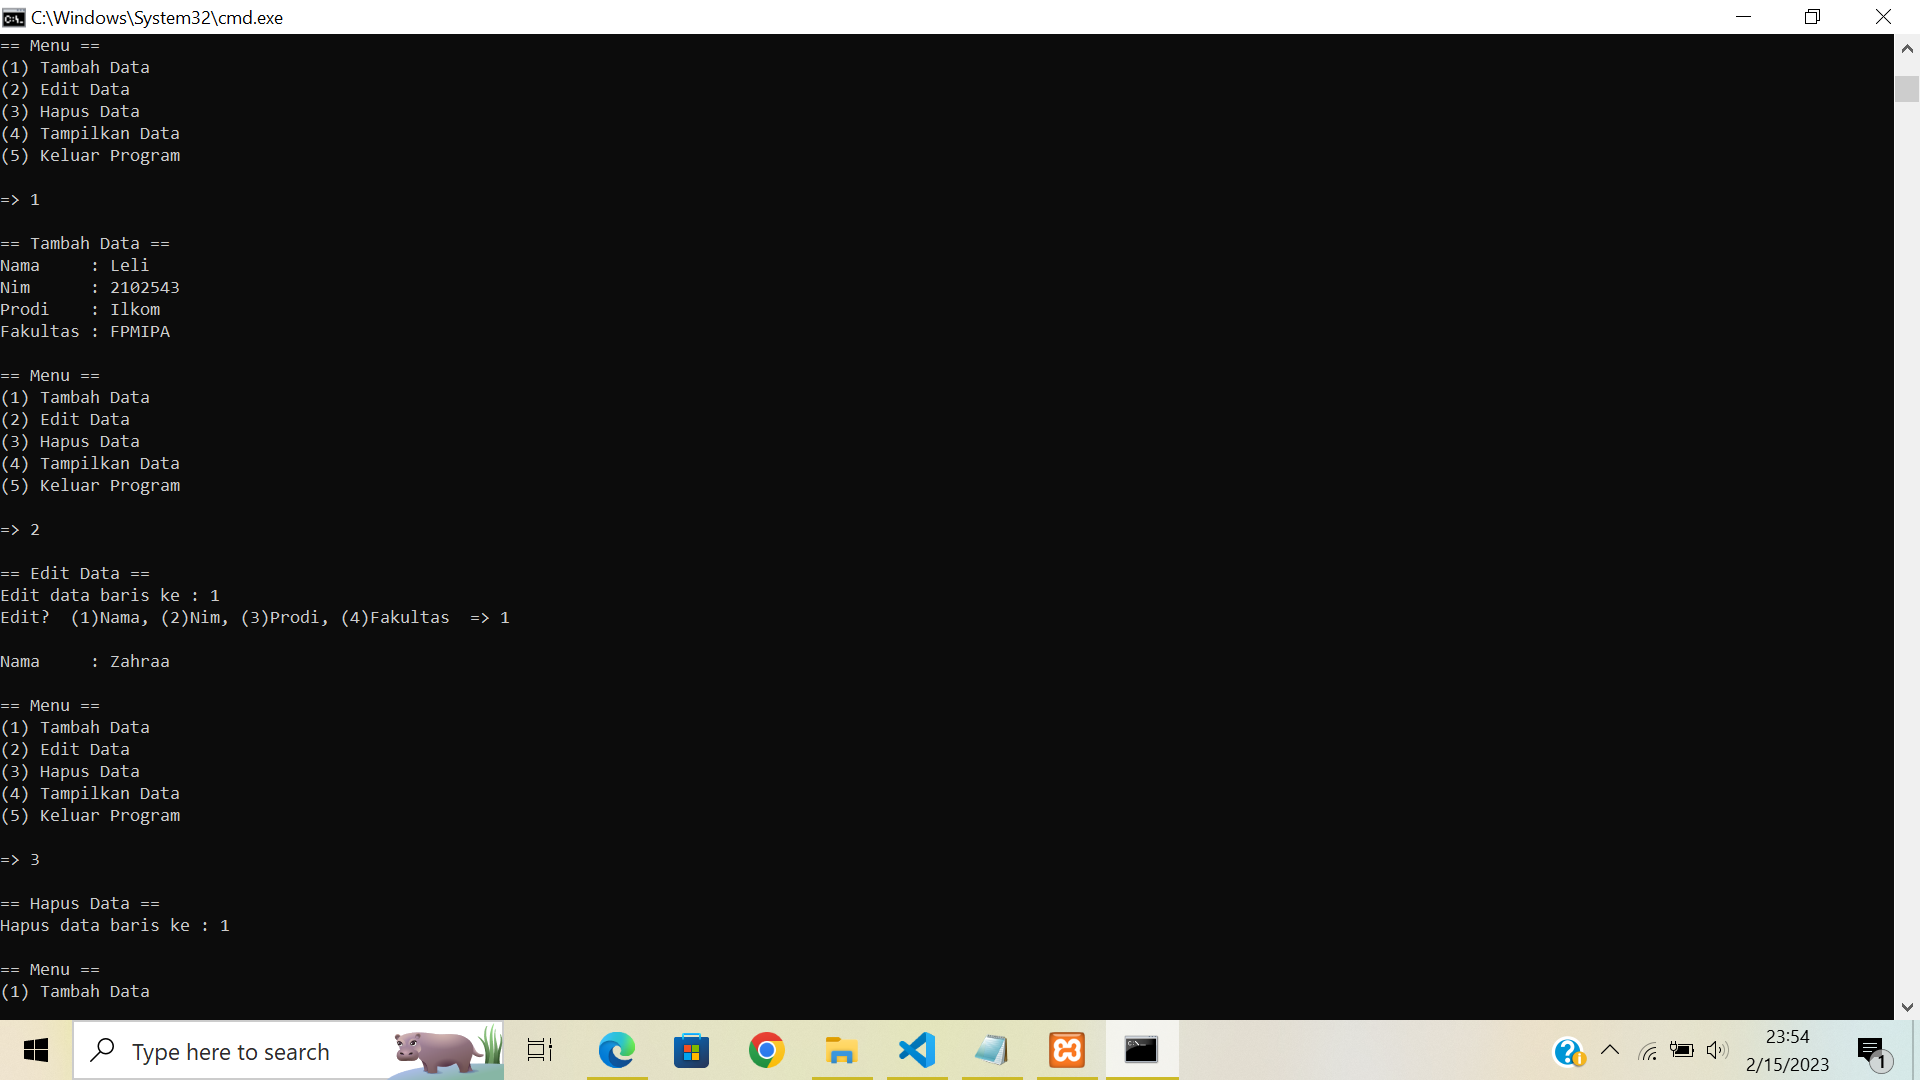 C:\Windows\System32\cmd.exe
== Menu ==
(1) Tambah Data
(2) Edit Data
(3) Hapus Data
(4) Tampilkan Data
(5) Keluar Program
=> 1
== Tambah Data ==
Nama     : Leli
Nim      : 2102543
Prodi    : Ilkom
Fakultas : FPMIPA
== Menu ==
(1) Tambah Data
(2) Edit Data
(3) Hapus Data
(4) Tampilkan Data
(5) Keluar Program
=> 2
== Edit Data ==
Edit data baris ke : 1
Edit?  (1)Nama, (2)Nim, (3)Prodi, (4)Fakultas  => 1
Nama     : Zahraa
== Menu ==
(1) Tambah Data
(2) Edit Data
(3) Hapus Data
(4) Tampilkan Data
(5) Keluar Program
=> 3
== Hapus Data ==
Hapus data baris ke : 1
== Menu ==
(1) Tambah Data
Type here to search
23:54
2/15/2023
1